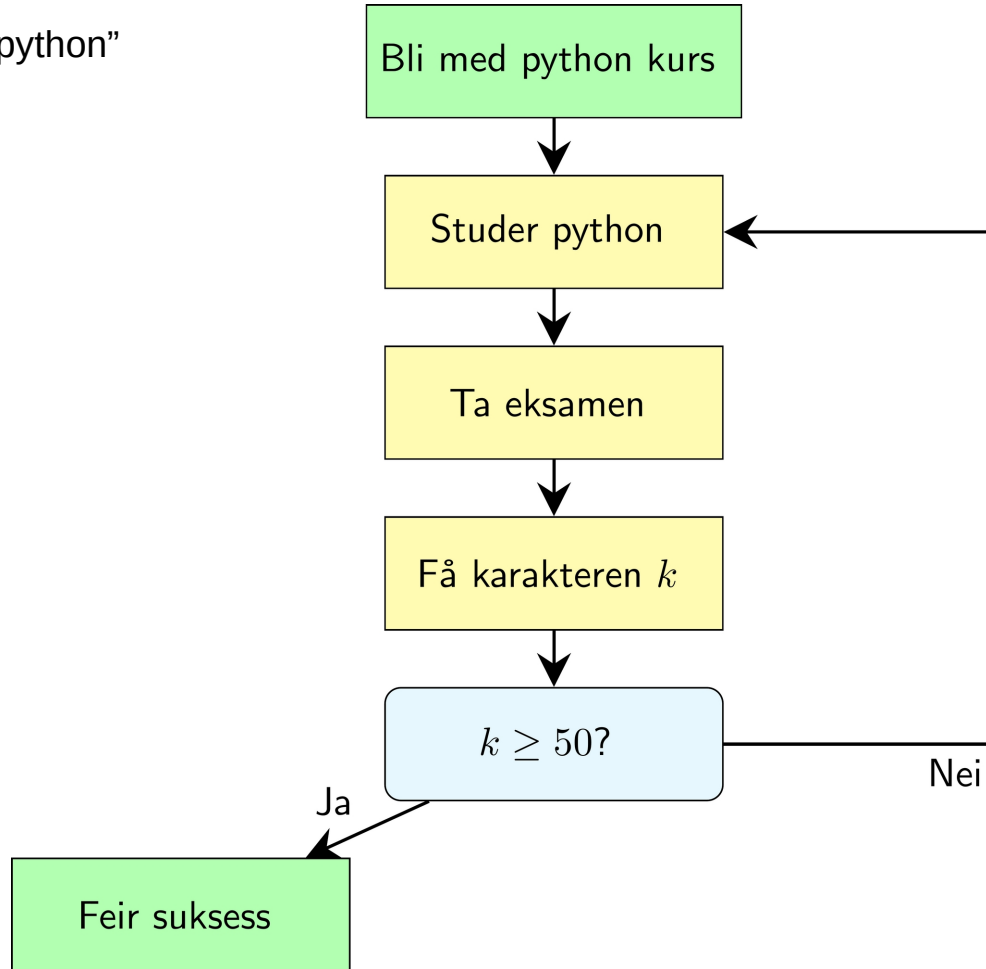 python”
Bli med python kurs
Studer python
Ta eksamen
Få karakteren k
k ≥ 50?
Nei
Ja
Feir suksess